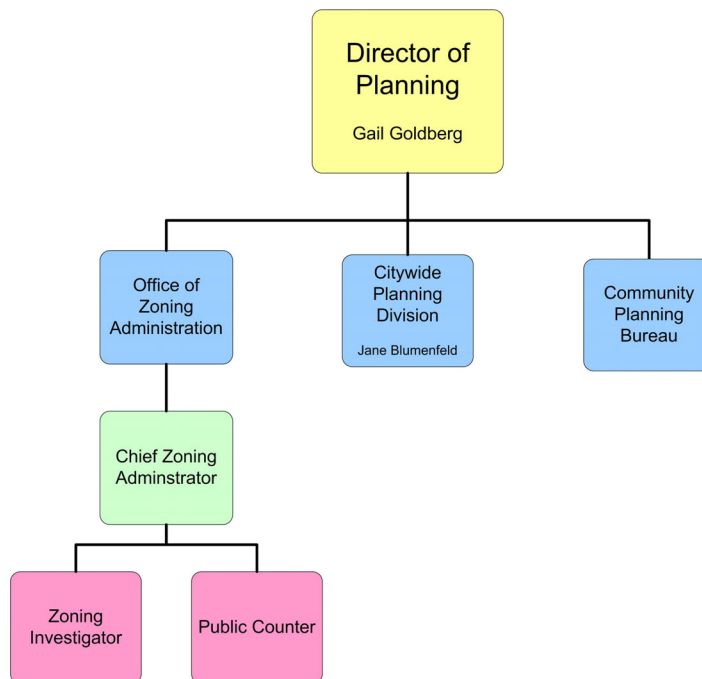 Director of
Planning
Gail Goldberg
Office of
Zoning
Administration
Citywide
Planning
Division
Jane Blumenfeld
Community
Planning
Bureau
Chief Zoning
Adminstrator
Zoning
Investigator
Public Counter